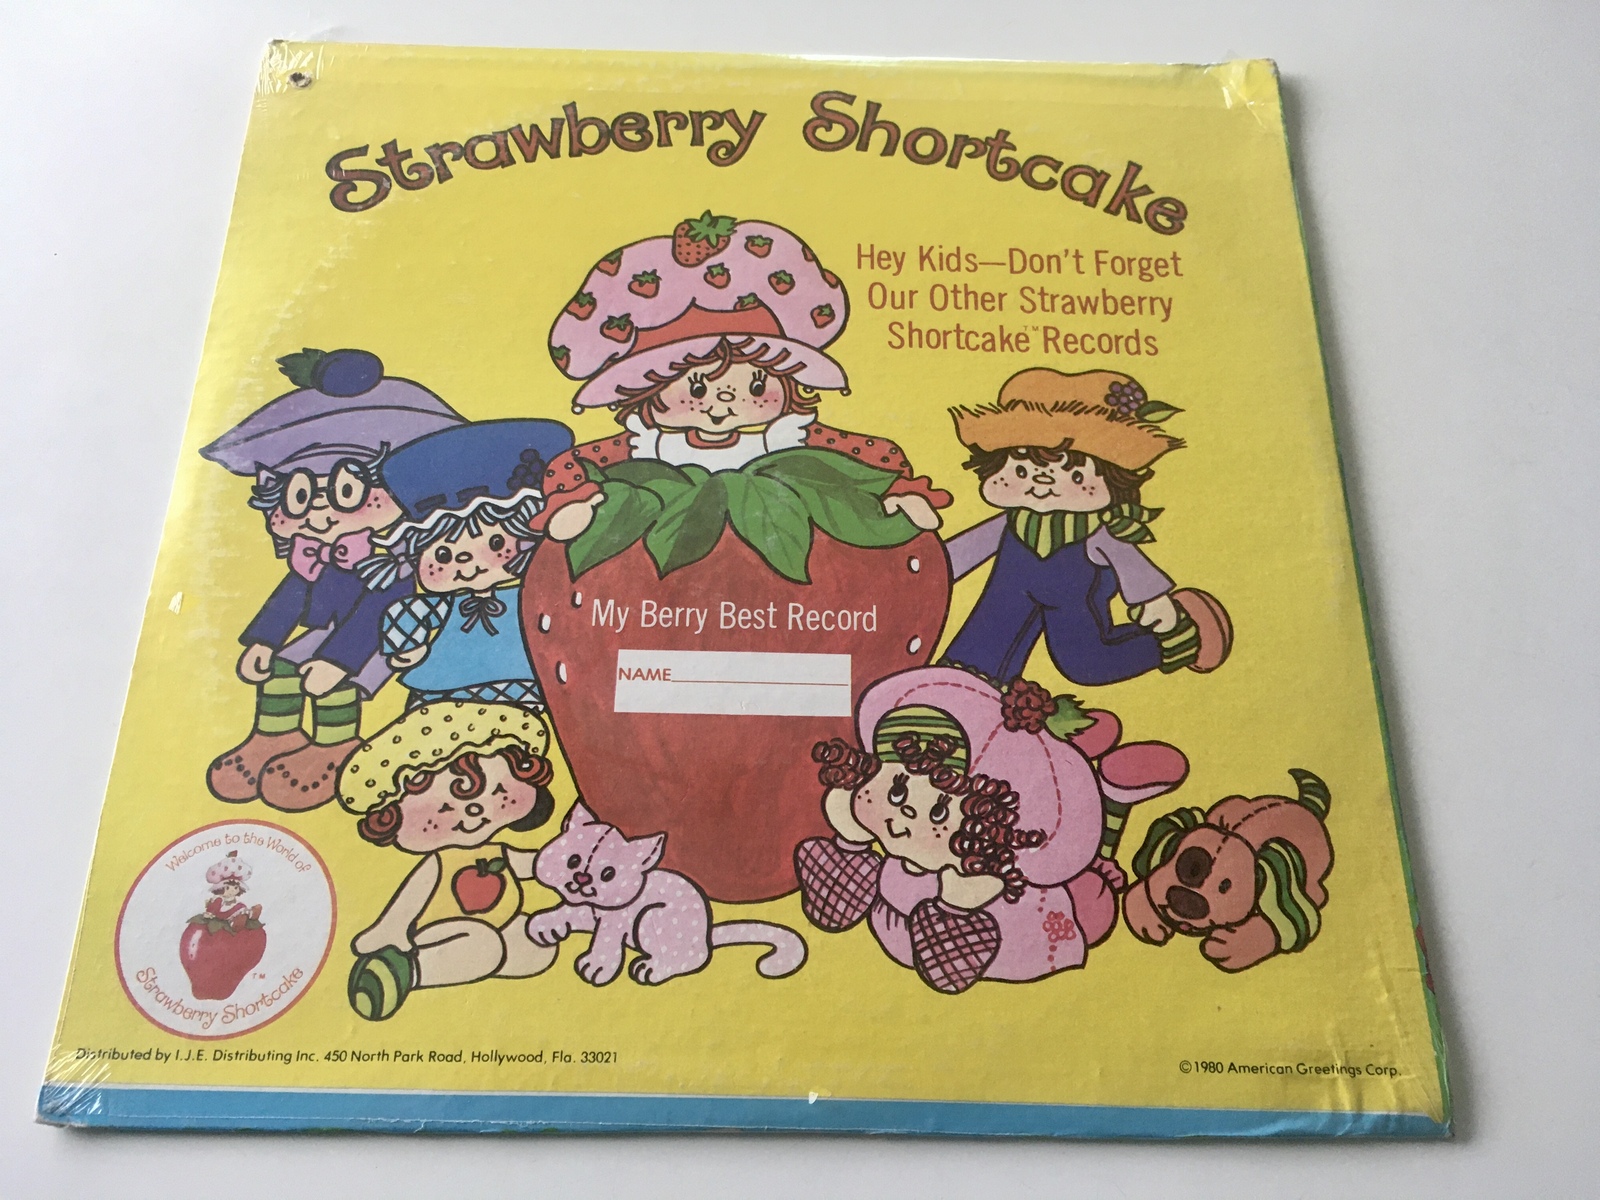 Strawberry Shortcake
Hey Kids—Don't Forget
Our Other Strawberry
Shortcake™ Records
My Berry Best Record
NAME
Welcome to the World of
TM
Strawberry Shortcake
Distributed by I.J.E. Distributing Inc. 450 North Park Road, Hollywood, Fla. 33021
©1980 American Greetings Corp.